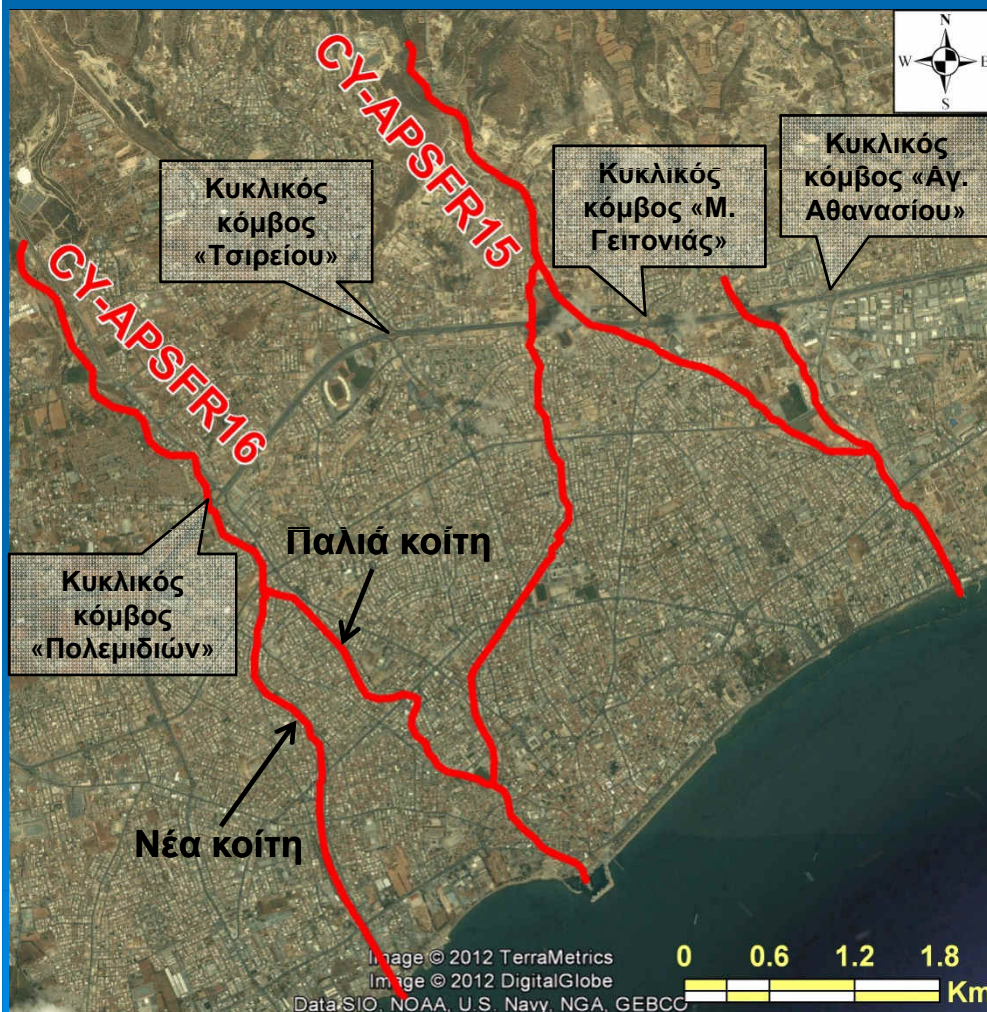 N
W E
S
CY-APSFR15
Κυκλικός
κόμβος
«Τσιρείου»
Κυκλικός
κόμβος «Μ.
Γειτονιάς»
Κυκλικός
κόμβος «Αγ.
Αθανασίου»
CY-APSFR16
Παλιά κοίτη
Κυκλικός
κόμβος
«Πολεμιδιών»
Νέα κοίτη
Image © 2012 TerraMetrics
Image © 2012 DigitalGlobe
Data SIO, NOAA, U.S. Navy, NGA, GEBCO
0 0.6 1.2 1.8
Km